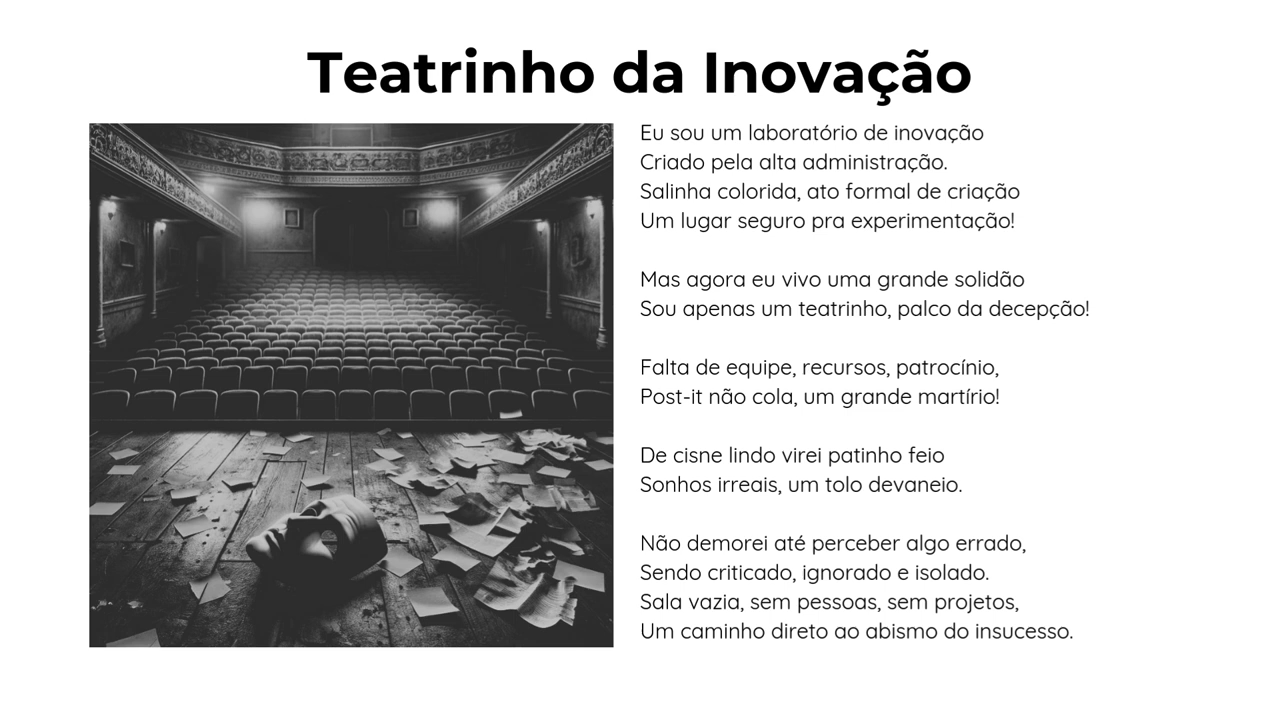 Teatrinho da Inovação
Eu sou um laboratório de inovação
Criado pela alta administração.
Salinha colorida, ato formal de criação
Um lugar seguro pra experimentação!
Mas agora eu vivo uma grande solidão
Sou apenas um teatrinho, palco da decepção!
Falta de equipe, recursos, patrocínio,
Post-it não cola, um grande martírio!
De cisne lindo virei patinho feio
Sonhos irreais, um tolo devaneio.
Não demorei até perceber algo errado,
Sendo criticado, ignorado e isolado.
Sala vazia, sem pessoas, sem projetos,
Um caminho direto ao abismo do insucesso.